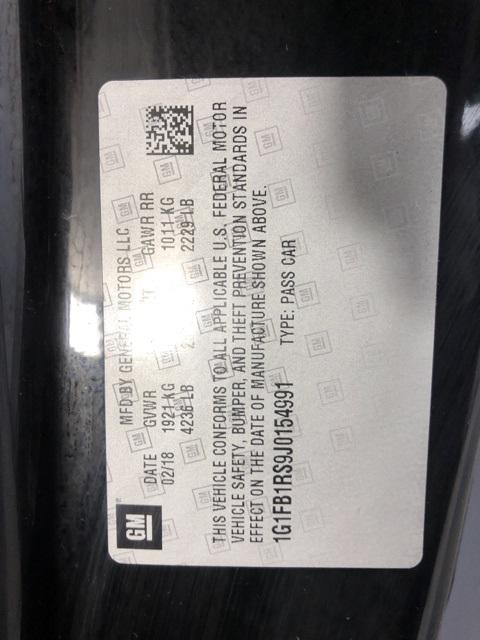 GM
MFD BY GENERAL MOTORS LLC
DATE GVWR GAWR RR
02/18 1921 KG 1011 KG
4236 LB 2229 LB
THIS VEHICLE CONFORMS TO ALL APPLICABLE U.S. FEDERAL MOTOR
VEHICLE SAFETY, BUMPER, AND THEFT PREVENTION STANDARDS IN
EFFECT ON THE DATE OF MANUFACTURE SHOWN ABOVE.
1G1FB1RS9J0154991 TYPE: PASS CAR